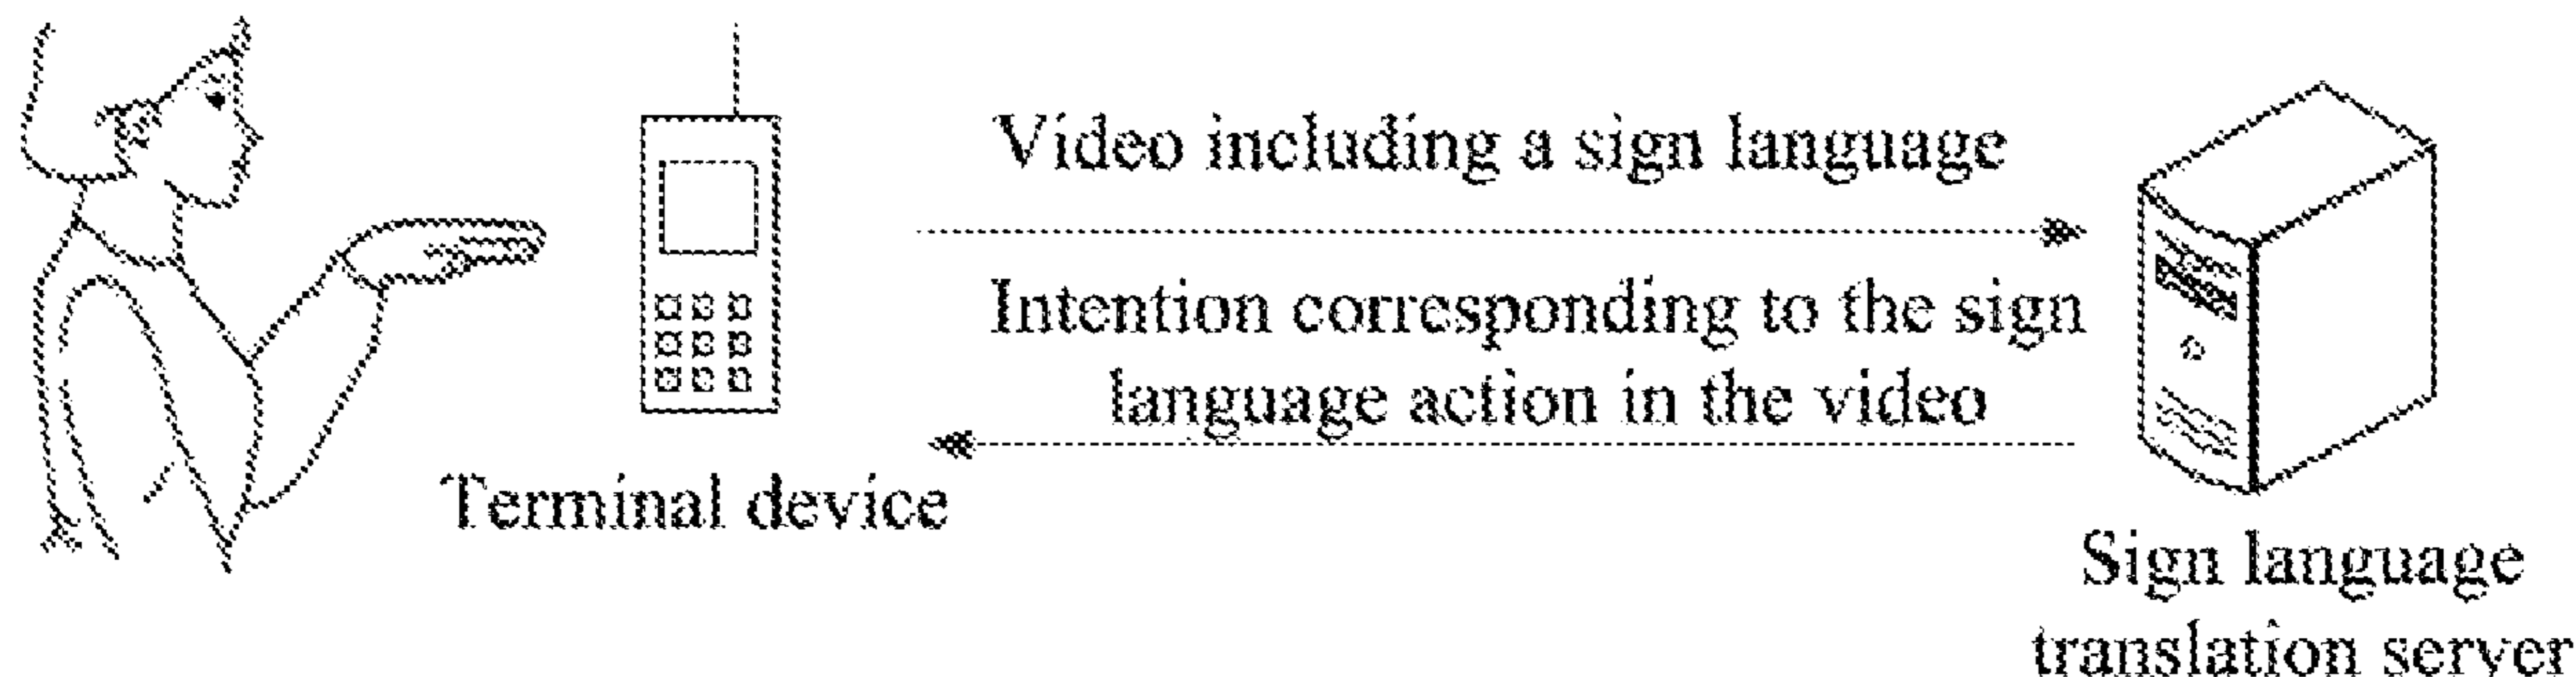 Video including a sign language
Intention corresponding to the sign
language action in the video
Terminal device
Sign language
translation server